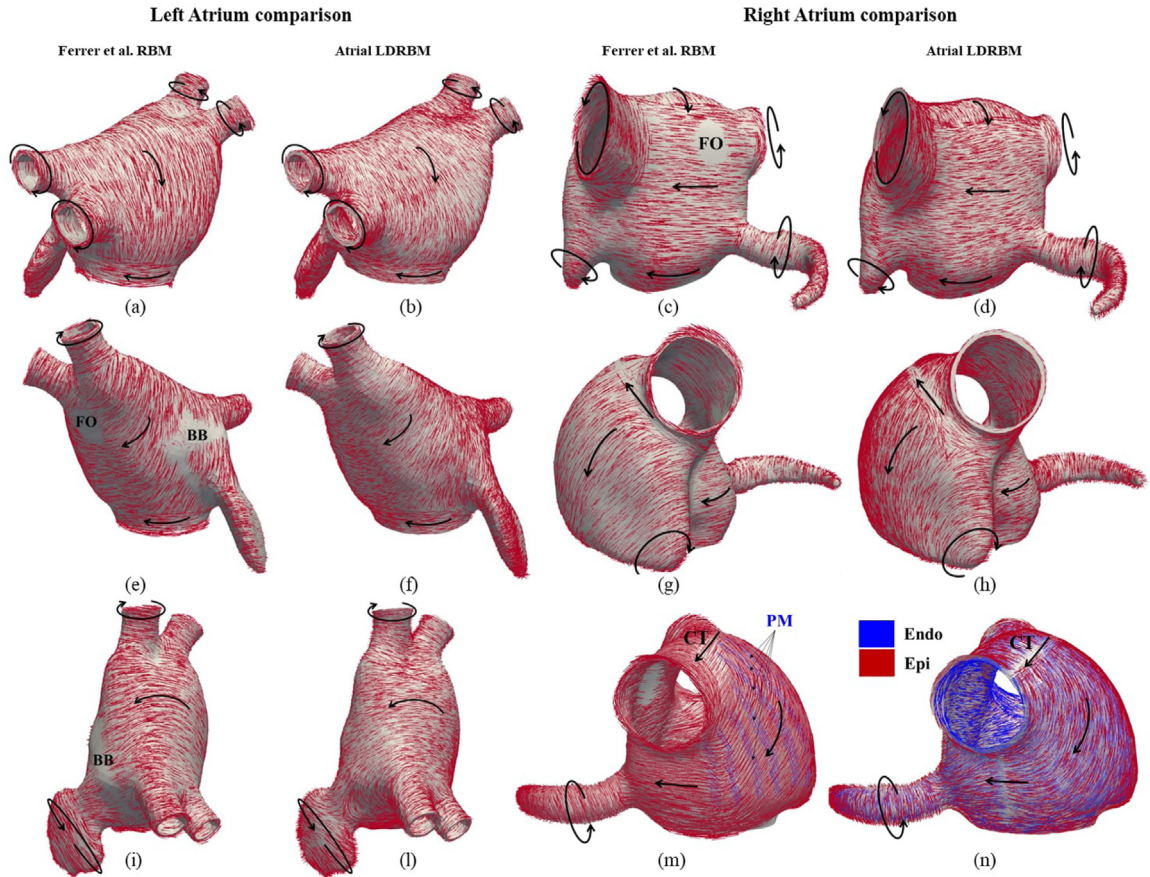 Left Atrium comparison
Right Atrium comparison
Ferrer et al. RBM
Atrial LDRBM
Ferrer et al. RBM
Atrial LDRBM
FO
(a)
(b)
(c)
(d)
FO
BB
(e)
(f)
(g)
(h)
BB
CT
PM
Endo
Epi
CT
(i)
(l)
(m)
(n)